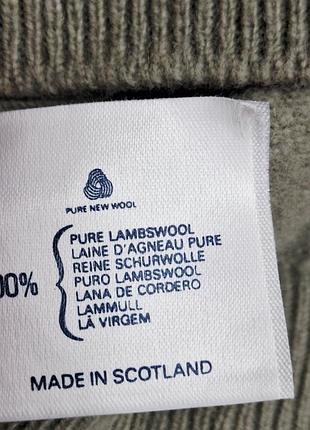 PURE NEW WOOL
PURE LAMBSWOOL
LAINE D'AGNEAU PURE
REINE SCHURWOLLE
00% PURO LAMBSWOOL
LANA DE CORDERO
LAMMULL
LÀ VIRGEM
MADE IN SCOTLAND